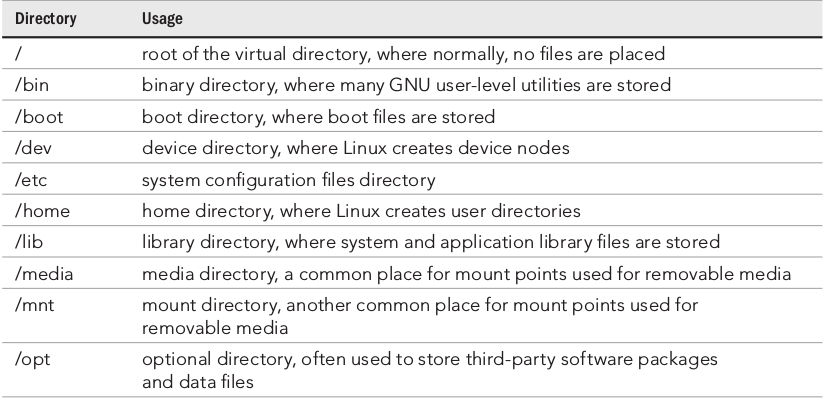 Directory Usage
/ root of the virtual directory, where normally, no files are placed
/bin binary directory, where many GNU user-level utilities are stored
/boot boot directory, where boot files are stored
/dev device directory, where Linux creates device nodes
/etc system configuration files directory
/home home directory, where Linux creates user directories
/lib library directory, where system and application library files are stored
/media media directory, a common place for mount points used for removable media
/mnt mount directory, another common place for mount points used for
removable media
/opt optional directory, often used to store third-party software packages
and data files